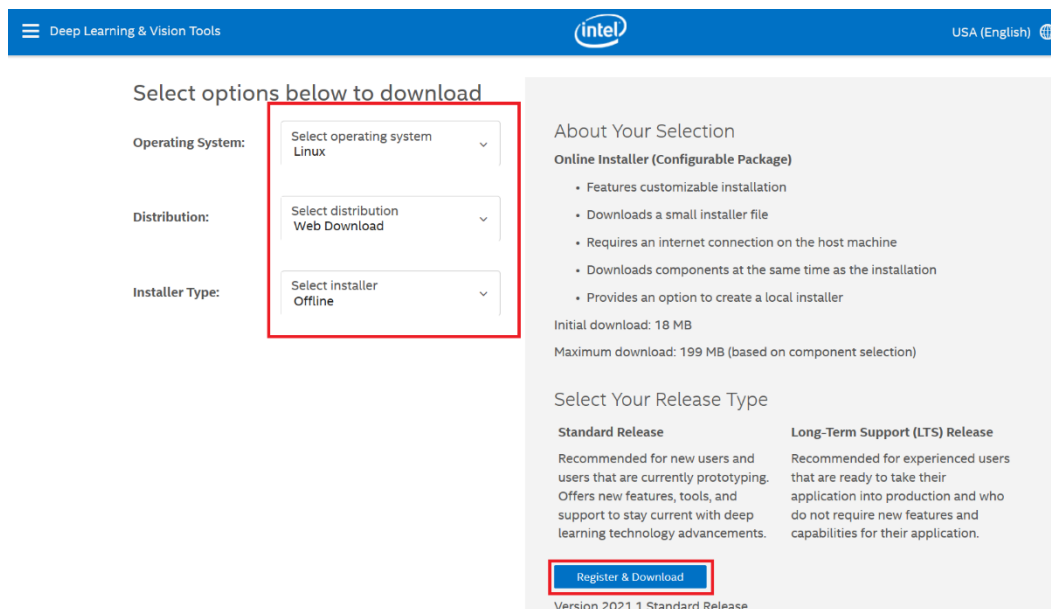 Deep Learning & Vision Tools
intel
USA (English)
Select options below to download
Operating System:
Select operating system
Linux
Distribution:
Select distribution
Web Download
Installer Type:
Select installer
Offline
About Your Selection
Online Installer (Configurable Package)
• Features customizable installation
• Downloads a small installer file
• Requires an internet connection on the host machine
• Downloads components at the same time as the installation
• Provides an option to create a local installer
Initial download: 18 MB
Maximum download: 199 MB (based on component selection)
Select Your Release Type
Standard Release
Recommended for new users and
users that are currently prototyping.
Offers new features, tools, and
support to stay current with deep
learning technology advancements.
Long-Term Support (LTS) Release
Recommended for experienced users
that are ready to take their
application into production and who
do not require new features and
capabilities for their application.
Register & Download
Version 2021.1 Standard Release